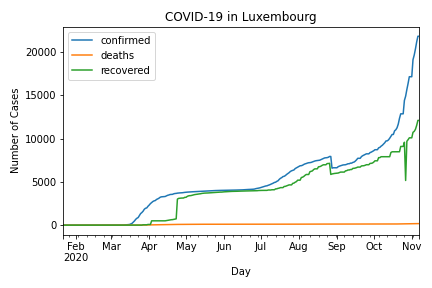 COVID-19 in Luxembourg
confirmed
deaths
recovered
Number of Cases
20000
15000
10000
5000
0
Feb Mar Apr May Jun Jul Aug Sep Oct Nov
2020
Day